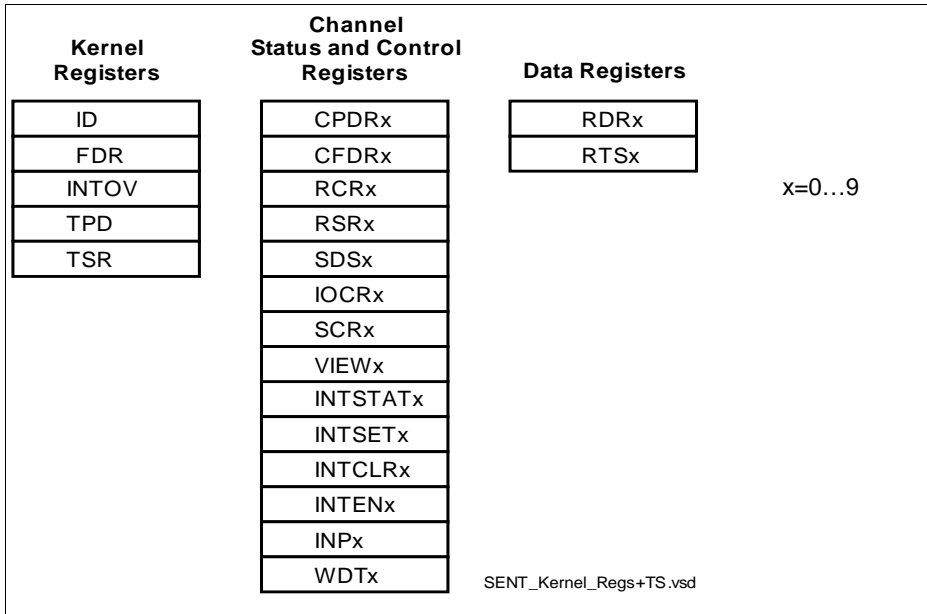 Kernel
Registers
ID
FDR
INTOV
TPD
TSR
Channel
Status and Control
Registers
CPDRx
CFDRx
RCRx
RSRx
SDSx
IOCRx
SCRx
VIEWx
INTSTATx
INTSETx
INTCLRx
INTENx
INPx
WDTx
Data Registers
RDRx
RTSx
x=0...9
SENT_Kernel_Regs+TS.vsd